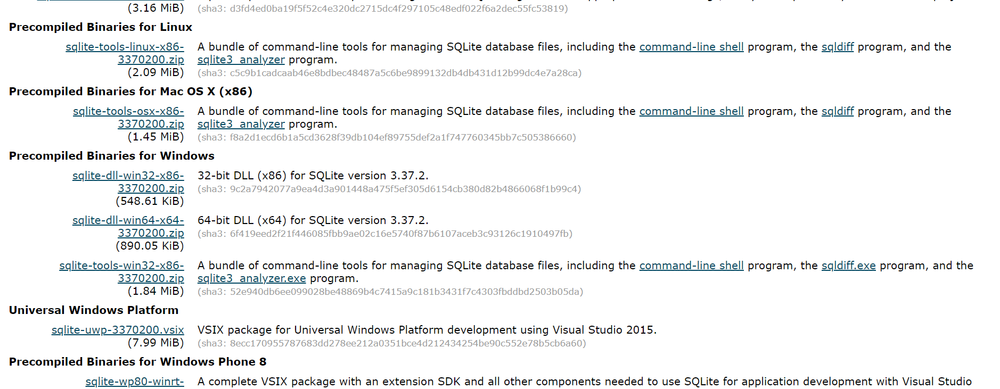 (3.16 MiB) (sha3: d3fd4ed0ba19f5f52c4e320dc2715dc4f297105c48edf022f6a2dec55fc53819)
Precompiled Binaries for Linux
sqlite-tools-linux-x86- A bundle of command-line tools for managing SQLite database files, including the command-line shell program, the sqldiff program, and the
3370200.zip sqlite3_analyzer program.
(2.09 MiB) (sha3: c5c9b1cadcaab46e8bdbec48487a5c6be9899132db4db431d12b99dc4e7a28ca)
Precompiled Binaries for Mac OS X (x86)
sqlite-tools-osx-x86- A bundle of command-line tools for managing SQLite database files, including the command-line shell program, the sqldiff program, and the
3370200.zip sqlite3_analyzer program.
(1.45 MiB) (sha3: f8a2d1ecd6b1a5cd3628f39db104ef89755def2a1f747760345bb7c505386660)
Precompiled Binaries for Windows
sqlite-dll-win32-x86- 32-bit DLL (x86) for SQLite version 3.37.2.
3370200.zip (sha3: 9c2a7942077a9ea4d3a901448a475f5ef305d6154cb380d82b4866068f1b99c4)
(548.61 KiB)
sqlite-dll-win64-x64- 64-bit DLL (x64) for SQLite version 3.37.2.
3370200.zip (sha3: 6f419eed2f21f446085fbb9ae02c16e5740f87b6107aceb3c93126c1910497fb)
(890.05 KiB)
sqlite-tools-win32-x86- A bundle of command-line tools for managing SQLite database files, including the command-line shell program, the sqldiff.exe program, and the
3370200.zip sqlite3_analyzer.exe program.
(1.84 MiB) (sha3: 52e940db6ee099028be48869b4c7415a9c181b3431f7c4303fbddbd2503b05da)
Universal Windows Platform
sqlite-uwp-3370200.vsix VSIX package for Universal Windows Platform development using Visual Studio 2015.
(7.99 MiB) (sha3: 8ecc170955787683dd278ee212a0351bce4d212434254be90c552e78b5cb6a60)
Precompiled Binaries for Windows Phone 8
sqlite-wp80-winrt- A complete VSIX package with an extension SDK and all other components needed to use SQLite for application development with Visual Studio